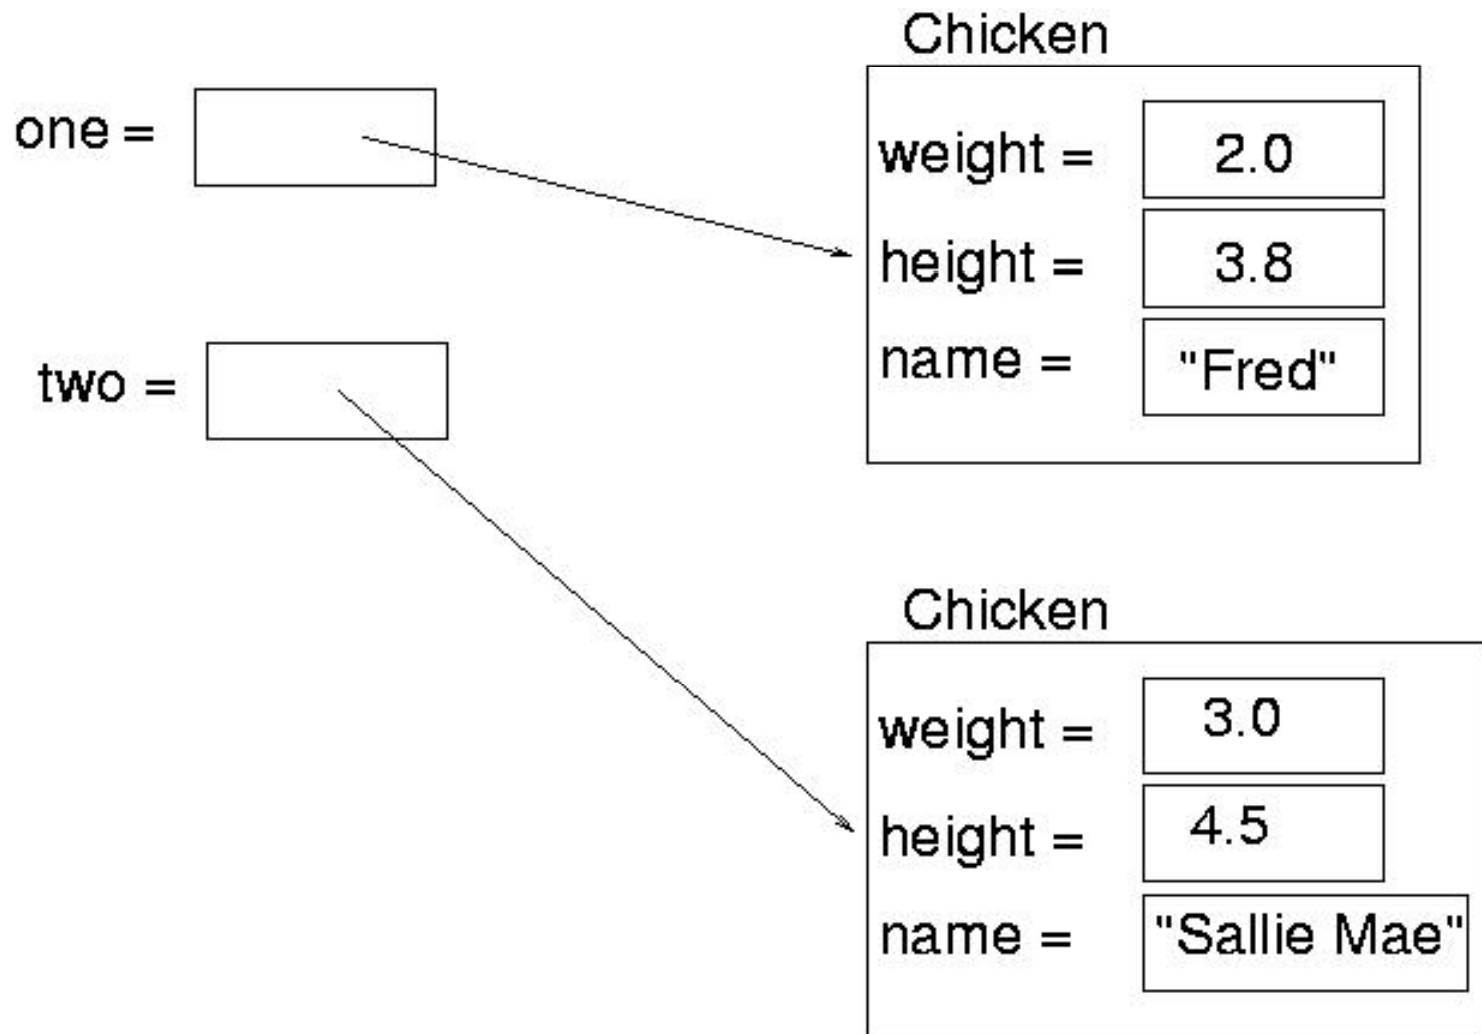 Chicken
one =
weight = 2.0
height = 3.8
name = "Fred"
two =
Chicken
weight = 3.0
height = 4.5
name = "Sallie Mae"